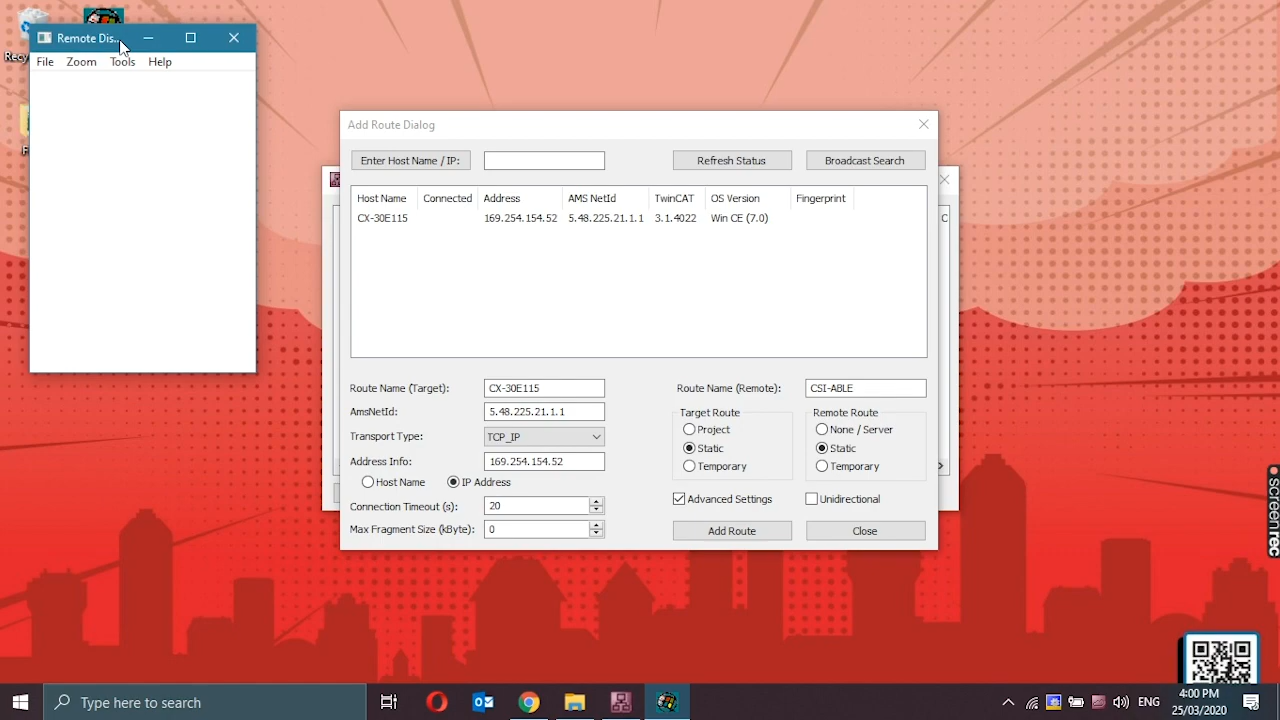 Remote Dis...
Recy
File Zoom Tools Help
F
Add Route Dialog
Enter Host Name / IP: Refresh Status Broadcast Search
Host Name Connected Address AMS NetId TwinCAT OS Version Fingerprint
CX-30E115 169.254.154.52 5.48.225.21.1.1 3.1.4022 Win CE (7.0)
C
Route Name (Target): CX-30E115 Route Name (Remote): CSI-ABLE
AmsNetId: 5.48.225.21.1.1 Target Route Remote Route
Project None / Server
Transport Type: TCP_IP
Static Static
Address Info: 169.254.154.52 Temporary Temporary
Host Name IP Address
Advanced Settings Unidirectional
Connection Timeout (s): 20
Max Fragment Size (kByte): 0 Add Route Close
Screenrec
Type here to search
ENG
4:00 PM
25/03/2020